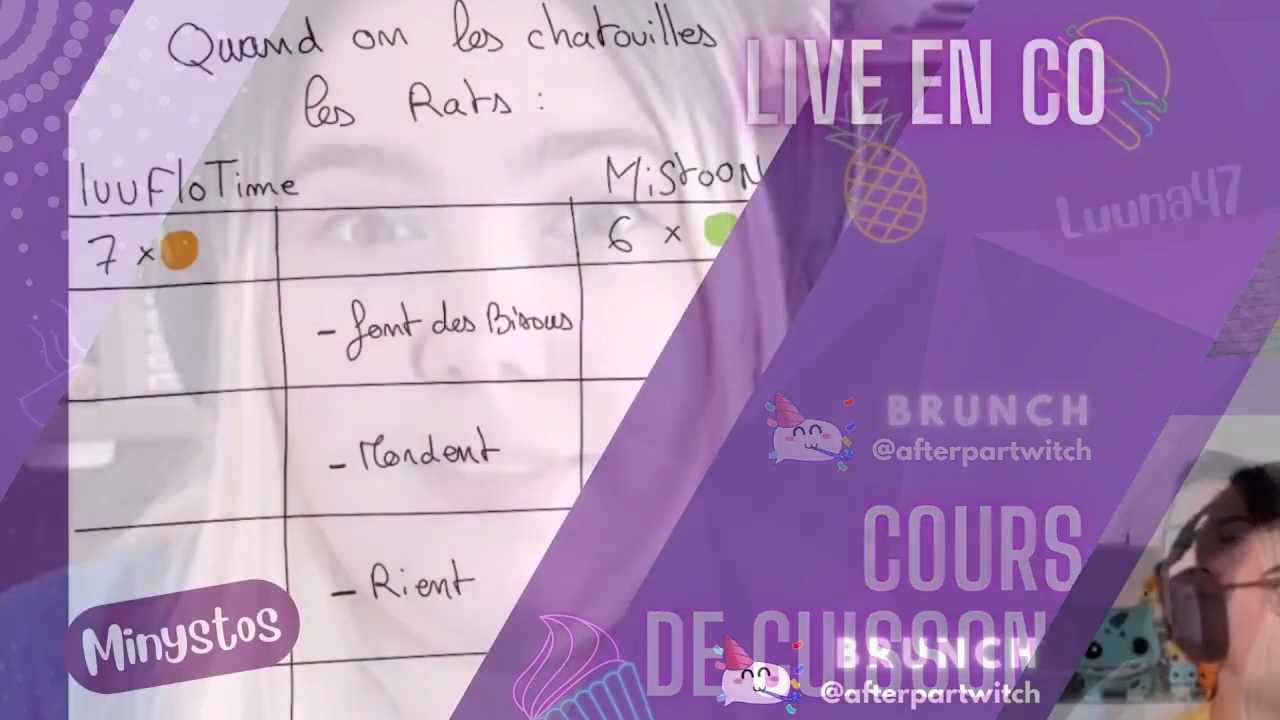 Quand on les chatouilles
les Rats :
luuFloTime
MiStooN
7 x
6 x
- font des Bisous
- Mordent
- Rient
Minystos
LIVE EN CO
Luuna47
BRUNCH
@afterpartwitch
COURS
DE CUISSON
BRUNCH
@afterpartwitch